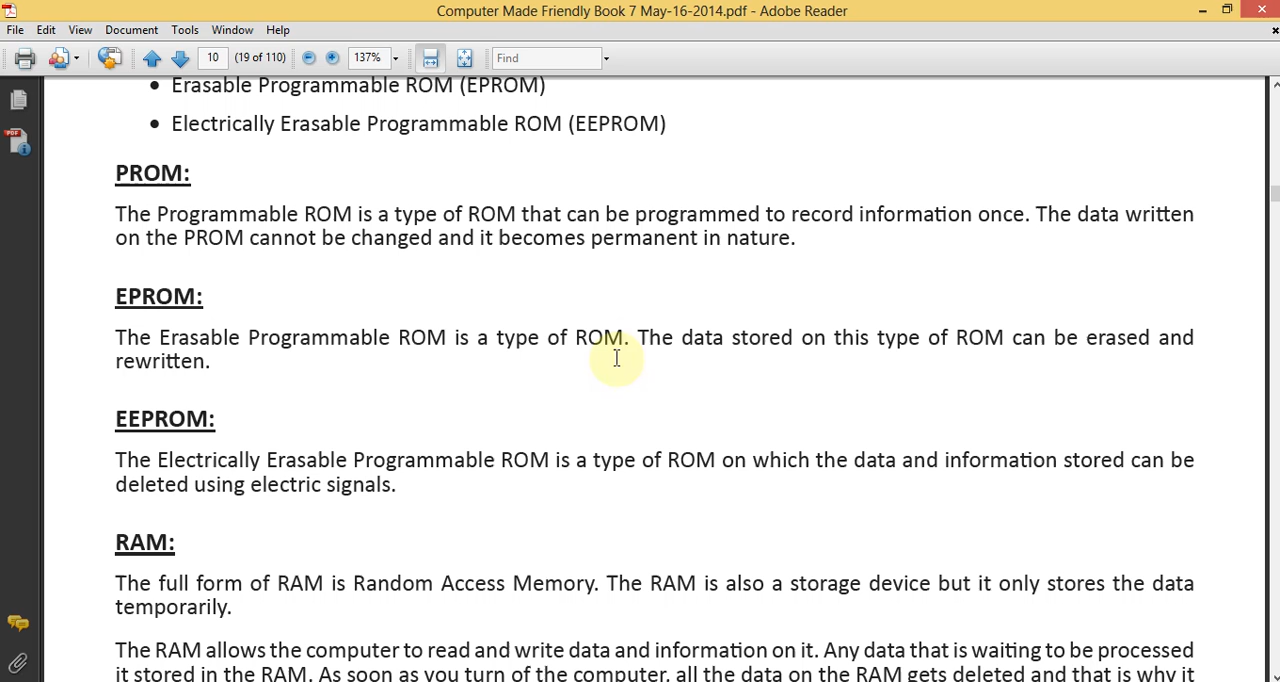 Computer Made Friendly Book 7 May-16-2014.pdf - Adobe Reader
File Edit View Document Tools Window Help
10 (19 of 110) 137% Find
• Erasable Programmable ROM (EPROM)
• Electrically Erasable Programmable ROM (EEPROM)
PROM:
The Programmable ROM is a type of ROM that can be programmed to record information once. The data written
on the PROM cannot be changed and it becomes permanent in nature.
EPROM:
The Erasable Programmable ROM is a type of ROM. The data stored on this type of ROM can be erased and
rewritten.
EEPROM:
The Electrically Erasable Programmable ROM is a type of ROM on which the data and information stored can be
deleted using electric signals.
RAM:
The full form of RAM is Random Access Memory. The RAM is also a storage device but it only stores the data
temporarily.
The RAM allows the computer to read and write data and information on it. Any data that is waiting to be processed
it stored in the RAM. As soon as you turn of the computer, all the data on the RAM gets deleted and that is why it